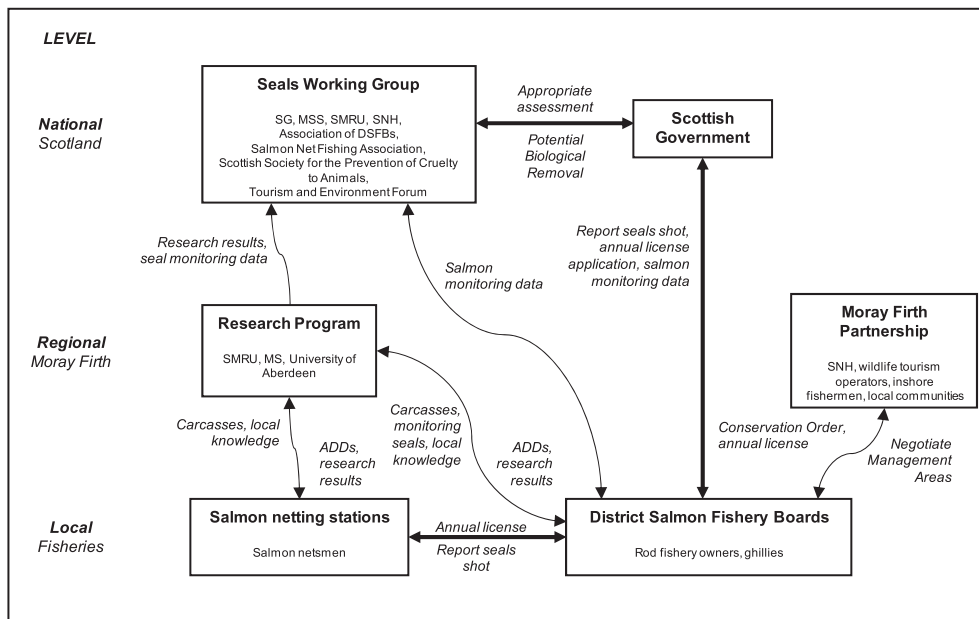 LEVEL
National
Scotland
Seals Working Group
SG, MSS, SMRU, SNH,
Association of DSFBs,
Salmon Net Fishing Association,
Scottish Society for the Prevention of Cruelty
to Animals,
Tourism and Environment Forum
Appropriate
assessment
Potential
Biological
Removal
Scottish
Government
Research results,
seal monitoring data
Salmon
monitoring data
Report seals shot,
annual license
application, salmon
monitoring data
Regional
Moray Firth
Research Program
SMRU, MS, University of
Aberdeen
Moray Firth
Partnership
SNH, wildlife tourism
operators, inshore
fishermen, local communities
Carcasses, local
knowledge
ADDs,
research
results
Carcasses,
monitoring
seals, local
knowledge
ADDs,
research
results
Conservation Order,
annual license
Negotiate
Management
Areas
Local
Fisheries
Salmon netting stations
Salmon netsmen
Annual license
Report seals
shot
District Salmon Fishery Boards
Rod fishery owners, ghillies